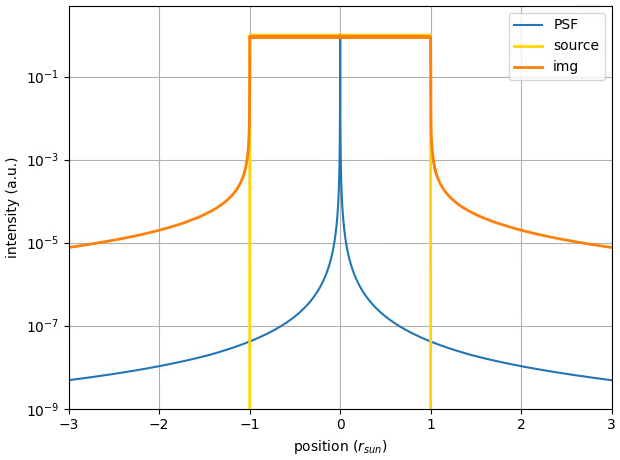 PSF
source
img
10⁻¹
10⁻³
10⁻⁵
10⁻⁷
10⁻⁹
intensity (a.u.)
−3 −2 −1 0 1 2 3
position (r_sun)